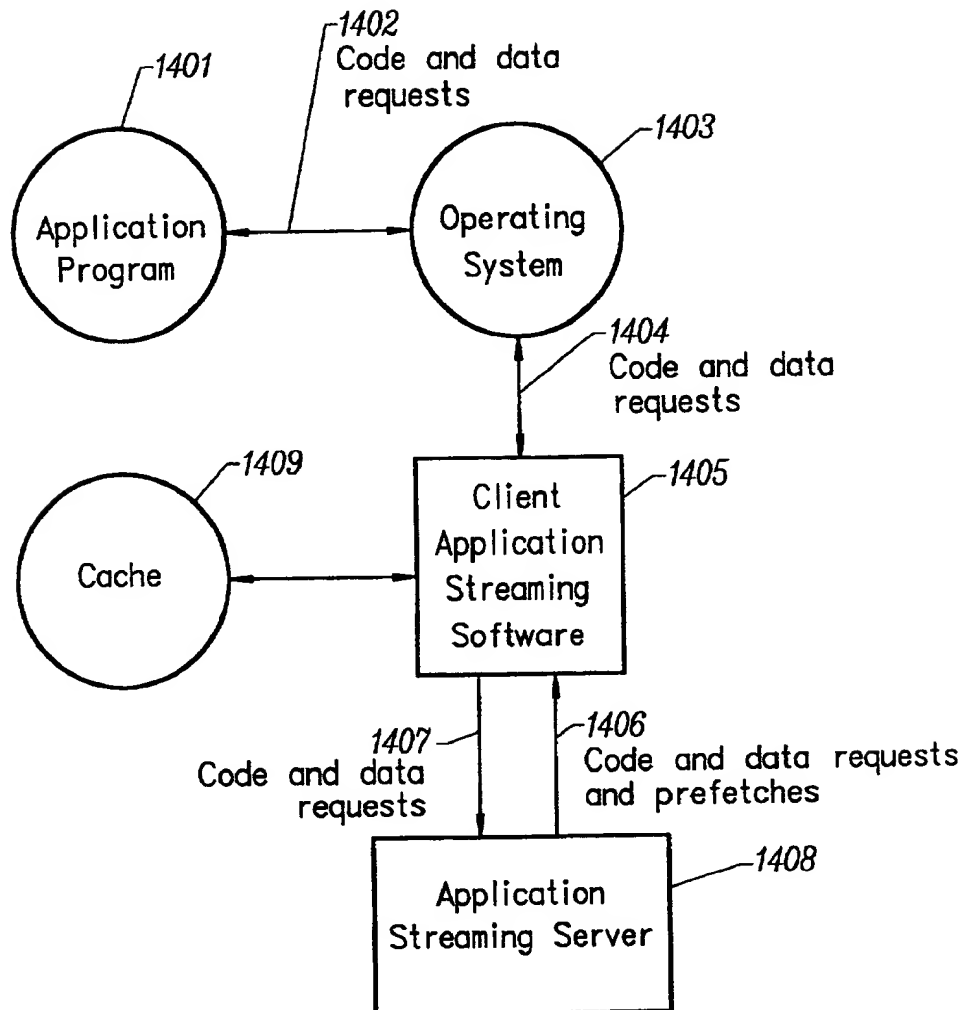 1402
Code and data
requests
1401
1403
Application
Program
Operating
System
1404
Code and data
requests
1409
1405
Cache
Client
Application
Streaming
Software
1407
Code and data
requests
1406
Code and data requests
and prefetches
1408
Application
Streaming Server